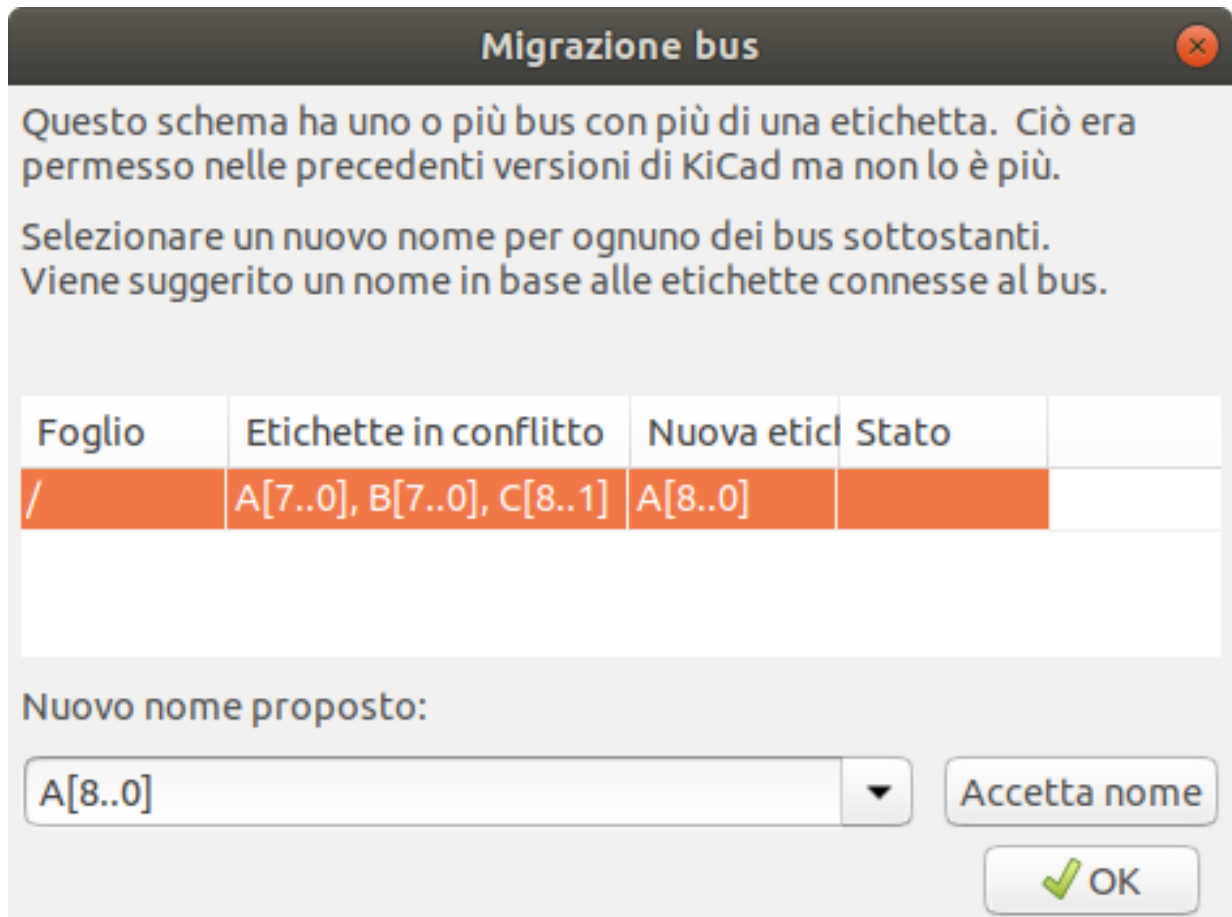 Migrazione bus
Questo schema ha uno o più bus con più di una etichetta.  Ciò era
permesso nelle precedenti versioni di KiCad ma non lo è più.
Selezionare un nuovo nome per ognuno dei bus sottostanti.
Viene suggerito un nome in base alle etichette connesse al bus.
Foglio Etichette in conflitto Nuova etich Stato
/ A[7..0], B[7..0], C[8..1] A[8..0]
Nuovo nome proposto:
A[8..0] Accetta nome
OK